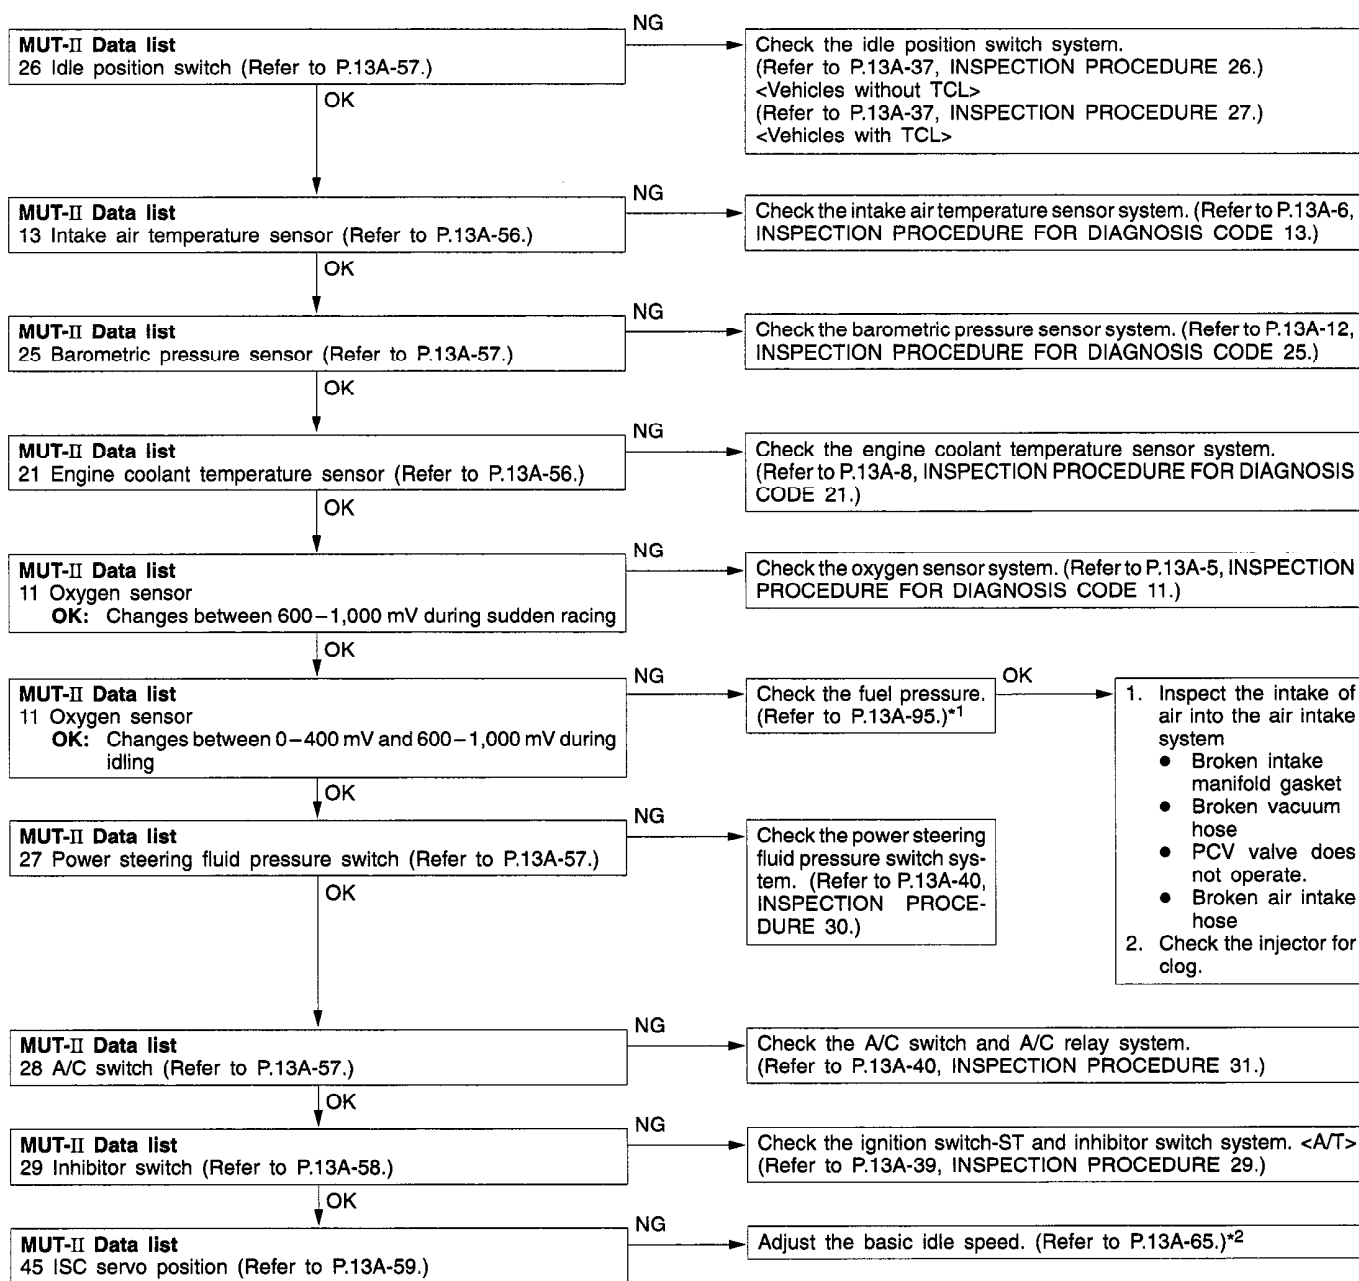 NG
MUT-II Data list
26 Idle position switch (Refer to P.13A-57.)
Check the idle position switch system.
(Refer to P.13A-37, INSPECTION PROCEDURE 26.)
<Vehicles without TCL>
(Refer to P.13A-37, INSPECTION PROCEDURE 27.)
<Vehicles with TCL>
OK
NG
MUT-II Data list
13 Intake air temperature sensor (Refer to P.13A-56.)
Check the intake air temperature sensor system. (Refer to P.13A-6,
INSPECTION PROCEDURE FOR DIAGNOSIS CODE 13.)
OK
NG
MUT-II Data list
25 Barometric pressure sensor (Refer to P.13A-57.)
Check the barometric pressure sensor system. (Refer to P.13A-12,
INSPECTION PROCEDURE FOR DIAGNOSIS CODE 25.)
OK
NG
MUT-II Data list
21 Engine coolant temperature sensor (Refer to P.13A-56.)
Check the engine coolant temperature sensor system.
(Refer to P.13A-8, INSPECTION PROCEDURE FOR DIAGNOSIS
CODE 21.)
OK
NG
MUT-II Data list
11 Oxygen sensor
OK: Changes between 600–1,000 mV during sudden racing
Check the oxygen sensor system. (Refer to P.13A-5, INSPECTION
PROCEDURE FOR DIAGNOSIS CODE 11.)
OK
NG
MUT-II Data list
11 Oxygen sensor
OK: Changes between 0–400 mV and 600–1,000 mV during
idling
Check the fuel pressure.
(Refer to P.13A-95.)*1
OK
1. Inspect the intake of
air into the air intake
system
● Broken intake
manifold gasket
● Broken vacuum
hose
● PCV valve does
not operate.
● Broken air intake
hose
2. Check the injector for
clog.
OK
NG
MUT-II Data list
27 Power steering fluid pressure switch (Refer to P.13A-57.)
Check the power steering
fluid pressure switch sys-
tem. (Refer to P.13A-40,
INSPECTION PROCE-
DURE 30.)
OK
NG
MUT-II Data list
28 A/C switch (Refer to P.13A-57.)
Check the A/C switch and A/C relay system.
(Refer to P.13A-40, INSPECTION PROCEDURE 31.)
OK
NG
MUT-II Data list
29 Inhibitor switch (Refer to P.13A-58.)
Check the ignition switch-ST and inhibitor switch system. <A/T>
(Refer to P.13A-39, INSPECTION PROCEDURE 29.)
OK
NG
MUT-II Data list
45 ISC servo position (Refer to P.13A-59.)
Adjust the basic idle speed. (Refer to P.13A-65.)*2